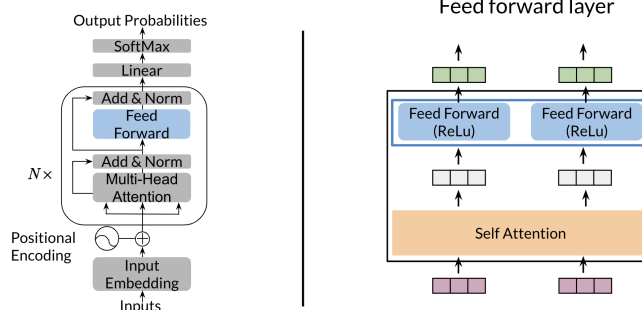 Output Probabilities
SoftMax
Linear
Add & Norm
Feed
Forward
Add & Norm
N×
Multi-Head
Attention
Positional
Encoding
Input
Embedding
Inputs
Feed forward layer
Feed Forward
(ReLu)
Feed Forward
(ReLu)
Self Attention